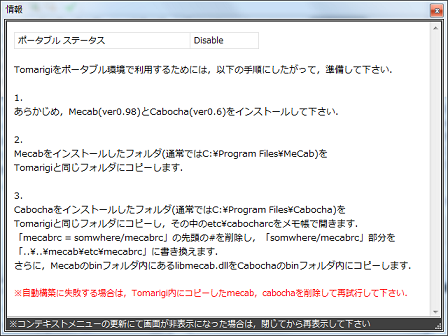 情報
ポータブル ステータス Disable
Tomarigiをポータブル環境で利用するためには，以下の手順にしたがって，準備して下さい．
1.
あらかじめ，Mecab(ver0.98)とCabocha(ver0.6)をインストールして下さい．
2.
Mecabをインストールしたフォルダ(通常ではC:¥Program Files¥MeCab)を
Tomarigiと同じフォルダにコピーします．
3.
Cabochaをインストールしたフォルダ(通常ではC:¥Program Files¥Cabocha)を
Tomarigiと同じフォルダにコピーし，その中のetc¥cabocharcをメモ帳で開きます．
「mecabrc = somwhere/mecabrc」の先頭の#を削除し，「somwhere/mecabrc」部分を
「..¥..¥mecab¥etc¥mecabrc」に書き換えます．
さらに，Mecabのbinフォルダ内にあるlibmecab.dllをCabochaのbinフォルダ内にコピーします．
※自動構築に失敗する場合は，Tomarigi内にコピーしたmecab，cabochaを削除して再試行して下さい．
※コンテキストメニューの更新にて画面が非表示になった場合は，閉じてから再表示して下さい